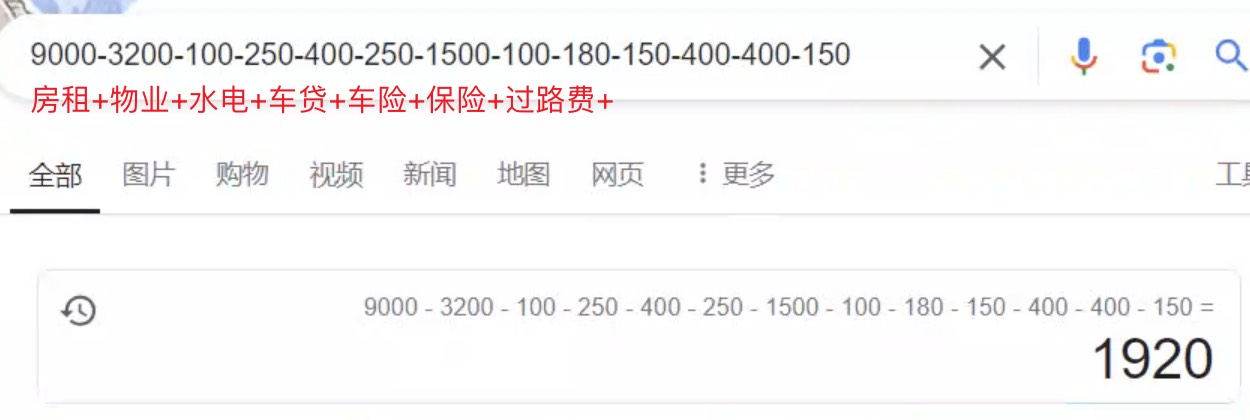 9000-3200-100-250-400-250-1500-100-180-150-400-400-150
房租+物业+水电+车贷+车险+保险+过路费+
全部 图片 购物 视频 新闻 地图 网页 更多
9000 - 3200 - 100 - 250 - 400 - 250 - 1500 - 100 - 180 - 150 - 400 - 400 - 150 =
1920